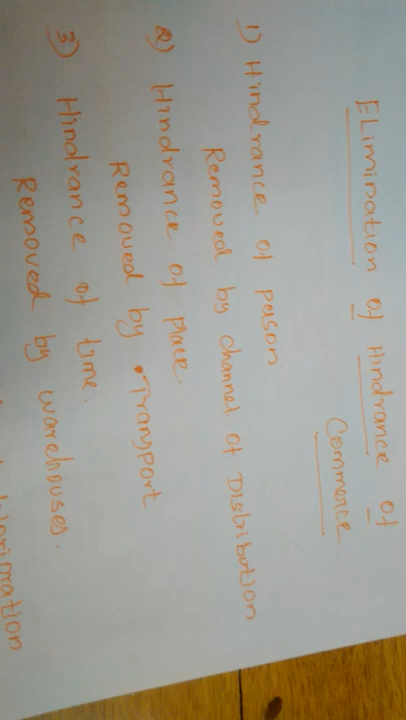 ELimination of Hindrance of
Commerce
1) Hindrance of person
Removed by channel of Distribution
2) Hindrance of place.
Removed by Transport
3) Hindrance of time.
Removed by warehouses.